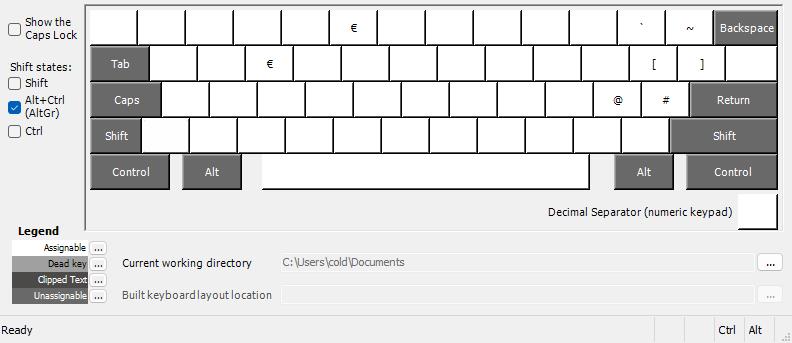 Show the
Caps Lock
€ ` ~ Backspace
Shift states:
Tab € [ ]
Shift
Alt+Ctrl
(AltGr)
Caps @ # Return
Ctrl
Shift Shift
Control Alt Alt Control
Decimal Separator (numeric keypad)
Legend
Assignable ...
Dead key ...
Current working directory C:\Users\cold\Documents ...
Clipped Text ...
Unassignable ...
Built keyboard layout location ...
Ready Ctrl Alt